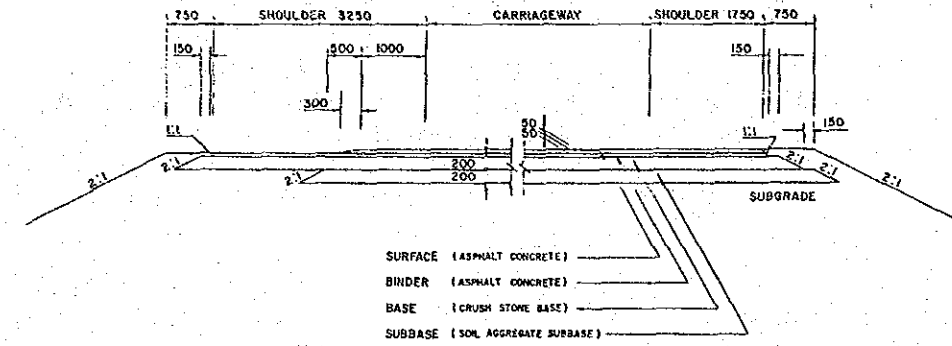 750 SHOULDER 3250 CARRIAGEWAY SHOULDER 1750 750
150 500 1000 150
300
50
50
150
1:1 1:1
2:1 2:1 200 2:1 2:1
2:1 200
SUBGRADE
SURFACE (ASPHALT CONCRETE)
BINDER (ASPHALT CONCRETE)
BASE (CRUSH STONE BASE)
SUBBASE (SOIL AGGREGATE SUBBASE)